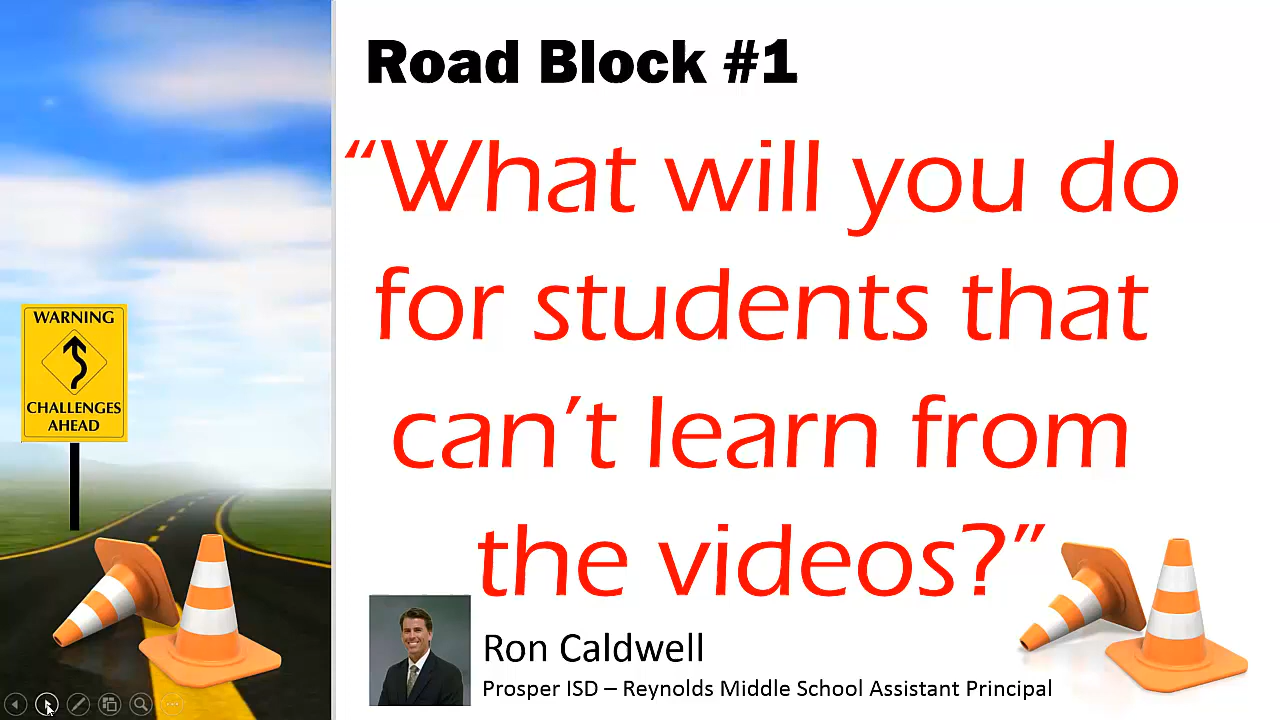 Road Block #1
“What will you do
for students that
can’t learn from
the videos?”
WARNING
CHALLENGES
AHEAD
Ron Caldwell
Prosper ISD – Reynolds Middle School Assistant Principal